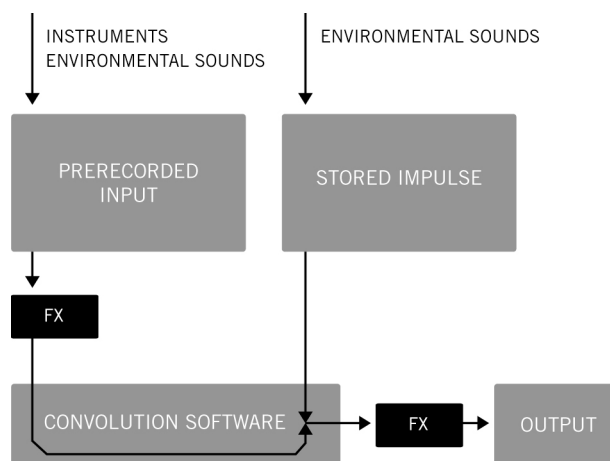 INSTRUMENTS
ENVIRONMENTAL SOUNDS
ENVIRONMENTAL SOUNDS
PRERECORDED
INPUT
STORED IMPULSE
FX
CONVOLUTION SOFTWARE
FX
OUTPUT